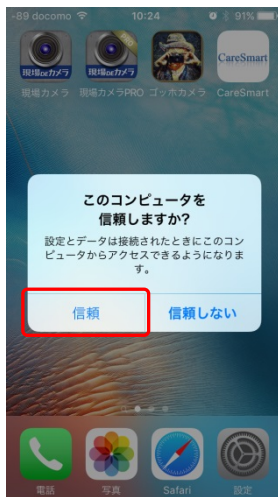 -89 docomo 10:24 91%
現場deカメラ 現場deカメラ CareSmart
現場カメラ 現場カメラPRO ゴッホカメラ CareSmart
このコンピュータを
信頼しますか?
設定とデータは接続されたときにこのコン
ピュータからアクセスできるようになりま
す。
信頼 信頼しない
電話 写真 Safari 設定